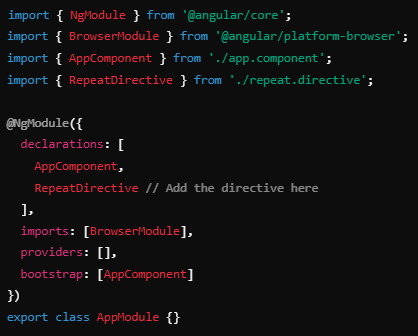 import { NgModule } from '@angular/core';
import { BrowserModule } from '@angular/platform-browser';
import { AppComponent } from './app.component';
import { RepeatDirective } from './repeat.directive';

@NgModule({
  declarations: [
    AppComponent,
    RepeatDirective // Add the directive here
  ],
  imports: [BrowserModule],
  providers: [],
  bootstrap: [AppComponent]
})
export class AppModule {}